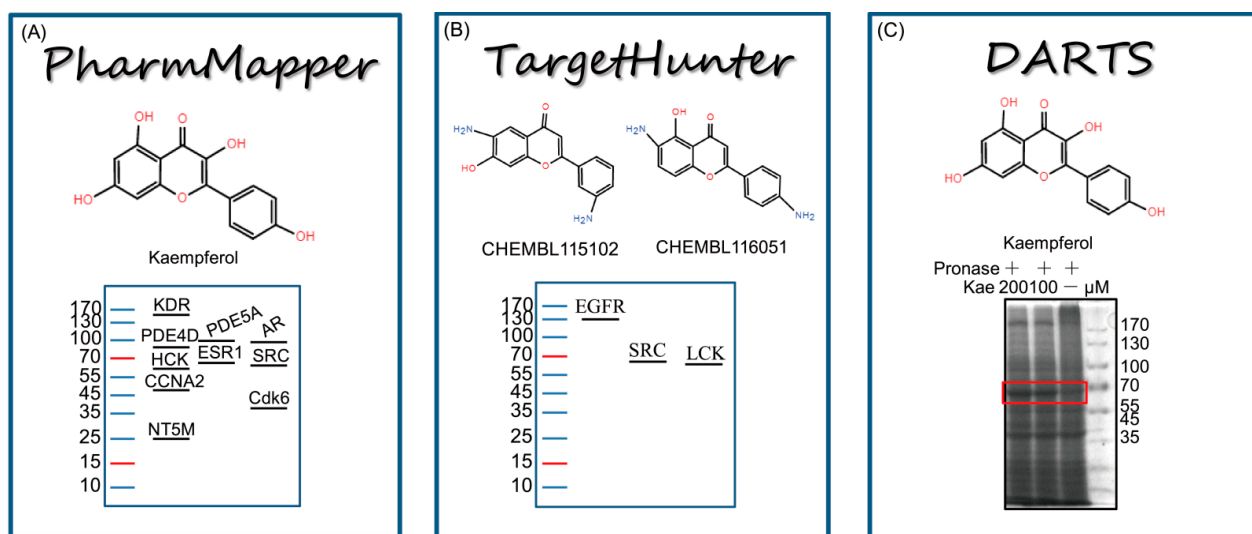 (A)
PharmMapper
OH
O
OH
HO
O
OH
Kaempferol
170
130
100
70
55
45
35
25
15
10
KDR
PDE4D
PDE5A
AR
HCK
ESR1
SRC
CCNA2
Cdk6
NT5M
(B)
TargetHunter
O
H₂N
HO
O
H₂N
CHEMBL115102
OH
O
H₂N
O
NH₂
CHEMBL116051
170
130
100
70
55
45
35
25
15
10
EGFR
SRC
LCK
(C)
DARTS
OH
O
OH
HO
O
OH
Kaempferol
Pronase + + +
Kae 200 100 — μM
170
130
100
70
55
45
35